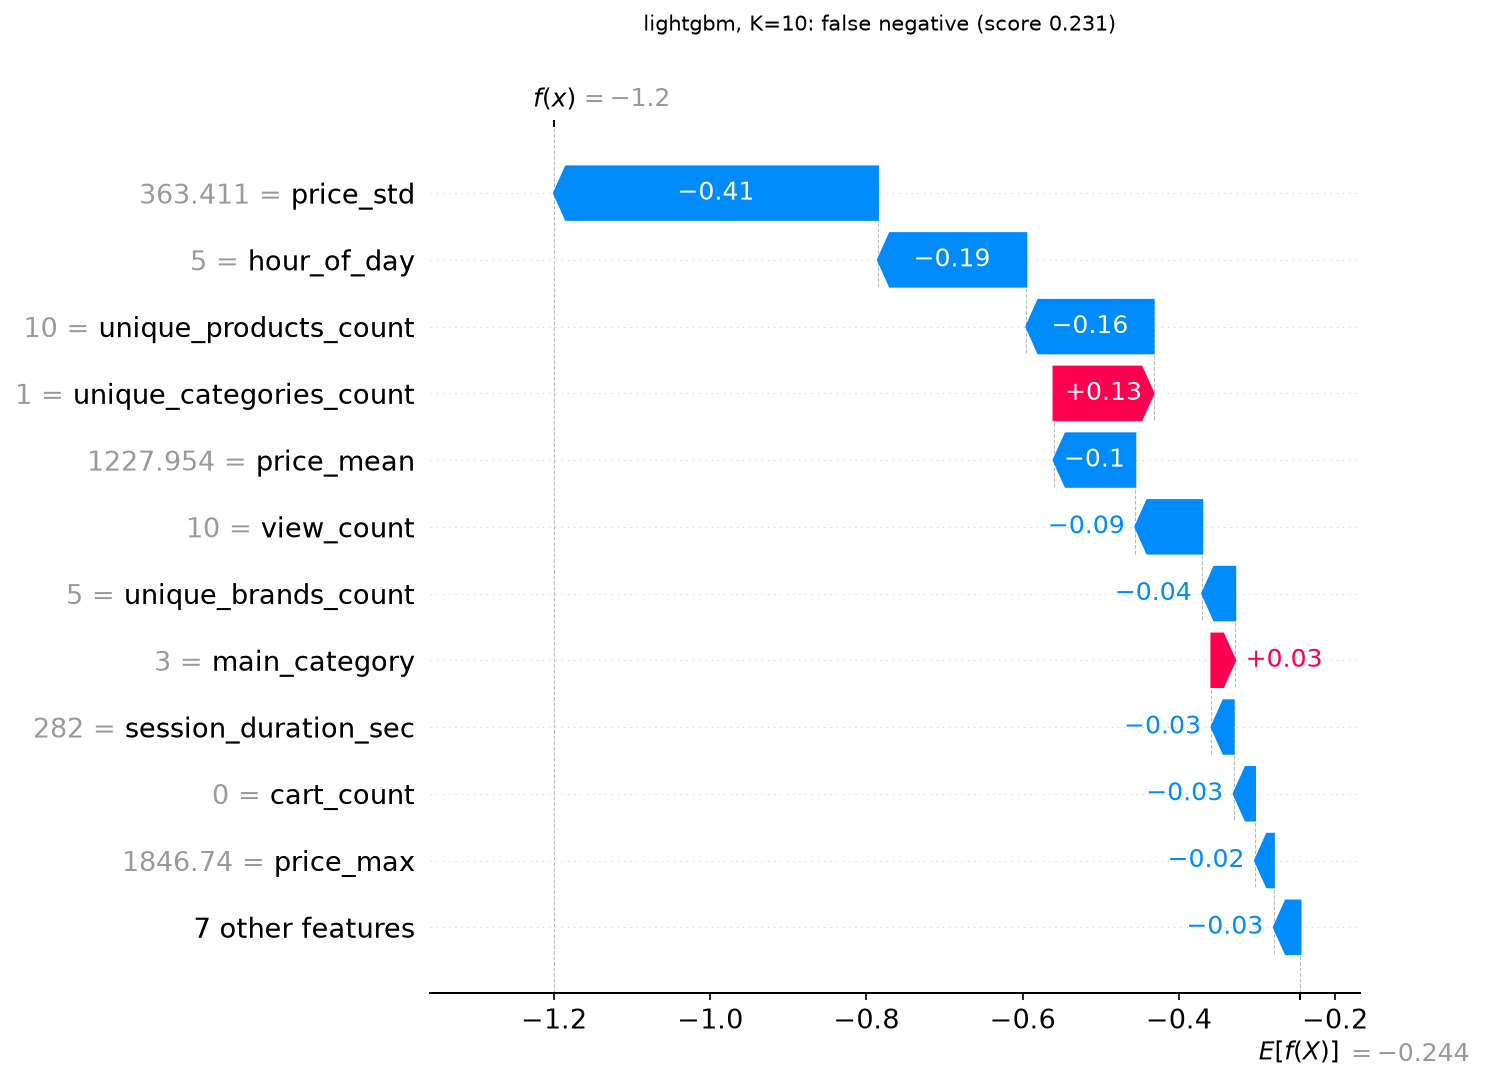 lightgbm, K=10: false negative (score 0.231)
f(x) = −1.2
363.411 = price_std −0.41
5 = hour_of_day −0.19
10 = unique_products_count −0.16
1 = unique_categories_count +0.13
1227.954 = price_mean −0.1
10 = view_count −0.09
5 = unique_brands_count −0.04
3 = main_category +0.03
282 = session_duration_sec −0.03
0 = cart_count −0.03
1846.74 = price_max −0.02
7 other features −0.03
−1.2 −1.0 −0.8 −0.6 −0.4 −0.2
E[f(X)] = −0.244